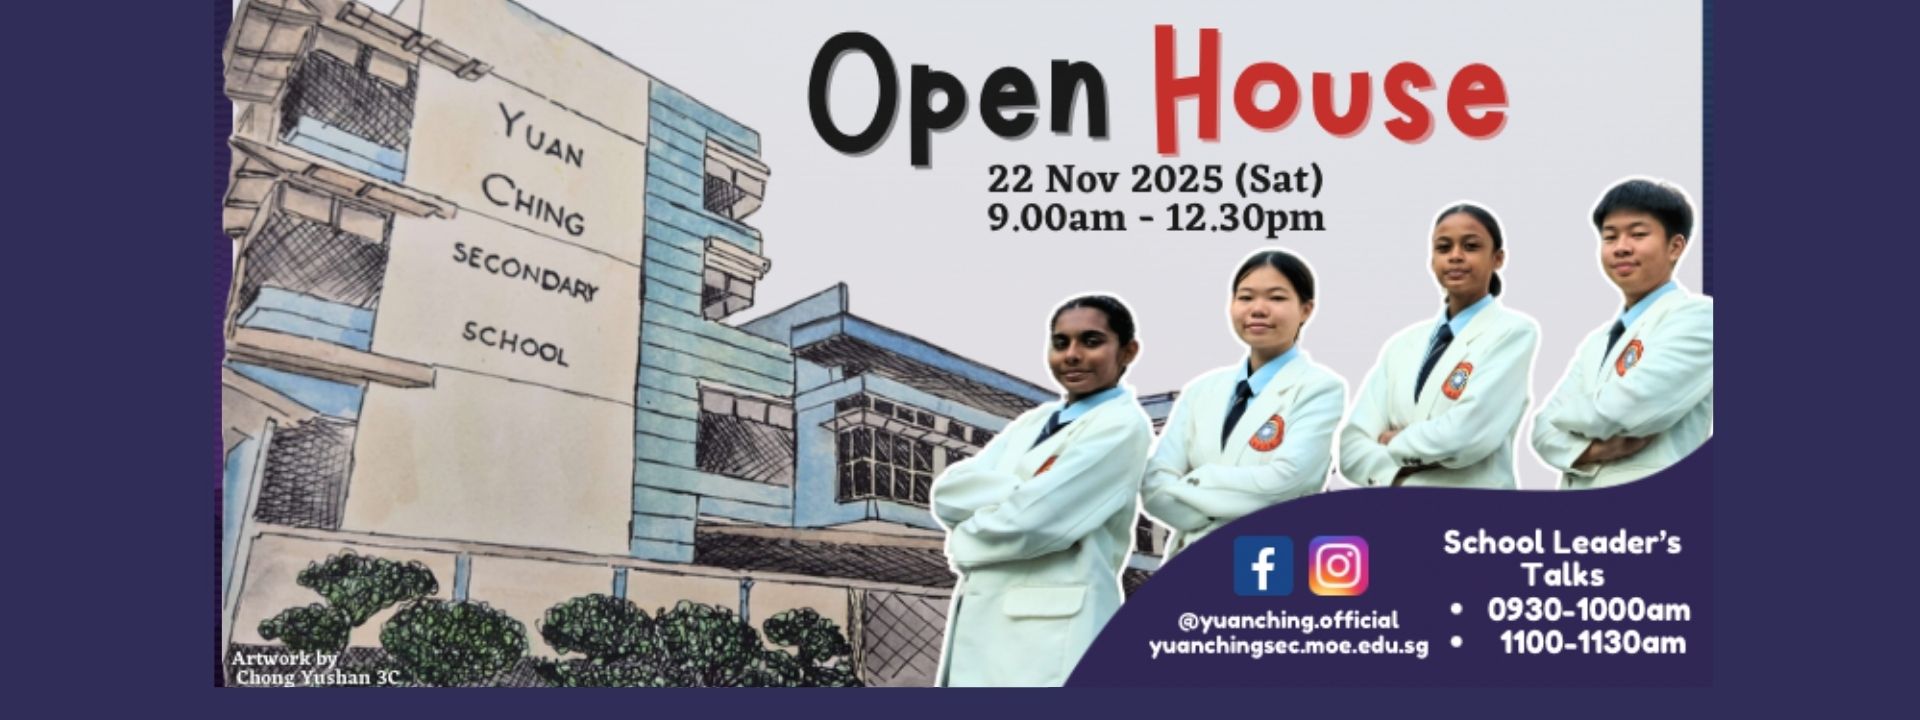 Open House
22 Nov 2025 (Sat)
9.00am - 12.30pm
YUAN
CHING
SECONDARY
SCHOOL
@yuanching.official
yuanchingsec.moe.edu.sg
School Leader's
Talks
• 0930-1000am
• 1100-1130am
Artwork by
Chong Yushan 3C